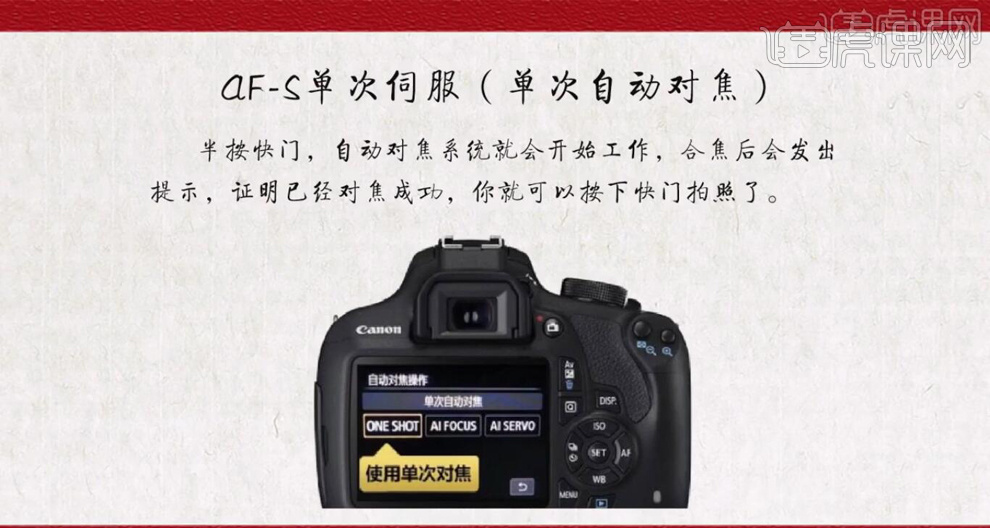 虎课网
虎课网
AF-S单次伺服（单次自动对焦）
半按快门，自动对焦系统就会开始工作，合焦后会发出
提示，证明已经对焦成功，你就可以按下快门拍照了。
Canon
自动对焦操作
单次自动对焦
ONE SHOT AI FOCUS AI SERVO
使用单次对焦
Av
Q
DISP.
ISO
SET
AF
WB
MENU